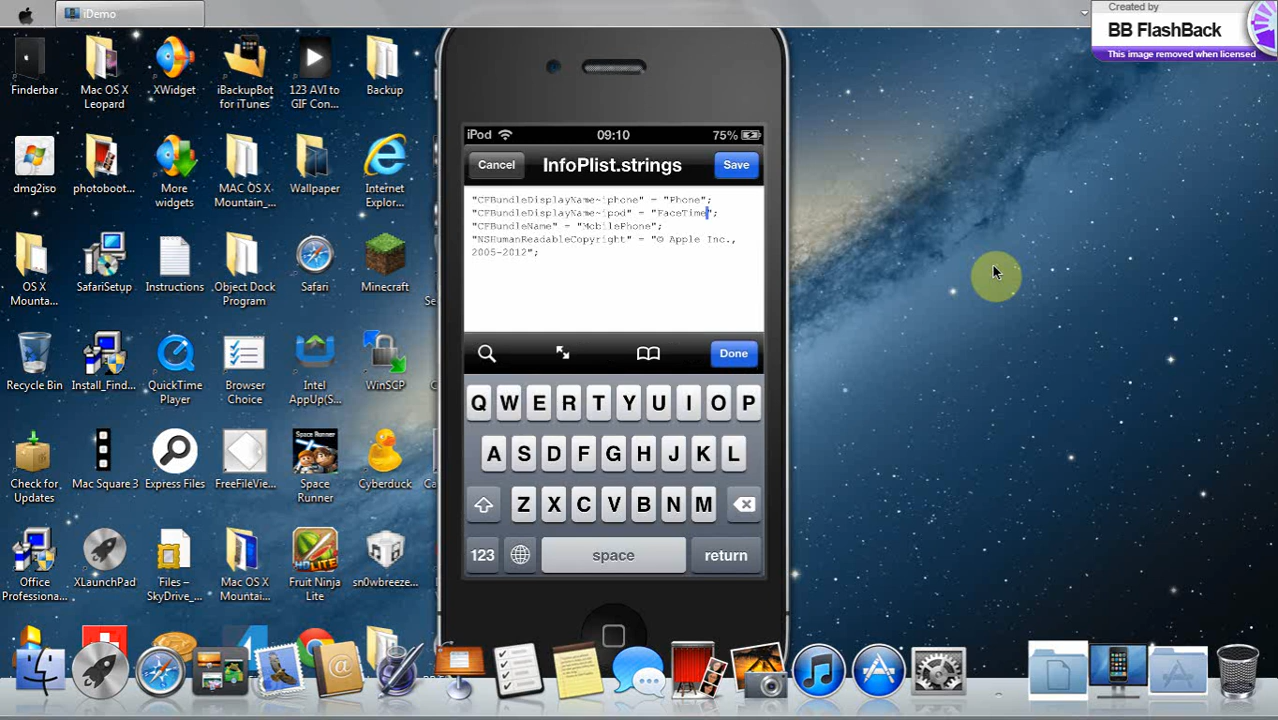 iDemo
Created by
BB FlashBack
This image removed when licensed
Finderbar
Mac OS X
Leopard
XWidget
iBackupBot
for iTunes
123 AVI to
GIF Con...
Backup
dmg2iso
photoboot...
More
widgets
MAC OS X
Mountain_...
Wallpaper
Internet
Explor...
OS X
Mounta...
SafariSetup
Instructions
Object Dock
Program
Safari
Minecraft
Recycle Bin
Install_Find...
QuickTime
Player
Browser
Choice
Intel
AppUp(S...
WinSCP
Check for
Updates
Mac Square 3
Express Files
FreeFileVie...
Space
Runner
Cyberduck
Office
Professiona...
XLaunchPad
Files –
SkyDrive_...
Mac OS X
Mountai...
Fruit Ninja
Lite
sn0wbreeze...
iPod
09:10
75%
Cancel
InfoPlist.strings
Save
"CFBundleDisplayName~iphone" = "Phone";
"CFBundleDisplayName~ipod" = "FaceTime";
"CFBundleName" = "MobilePhone";
"NSHumanReadableCopyright" = "© Apple Inc.,
2005-2012";
Done
Q W E R T Y U I O P
A S D F G H J K L
Z X C V B N M
123
space
return